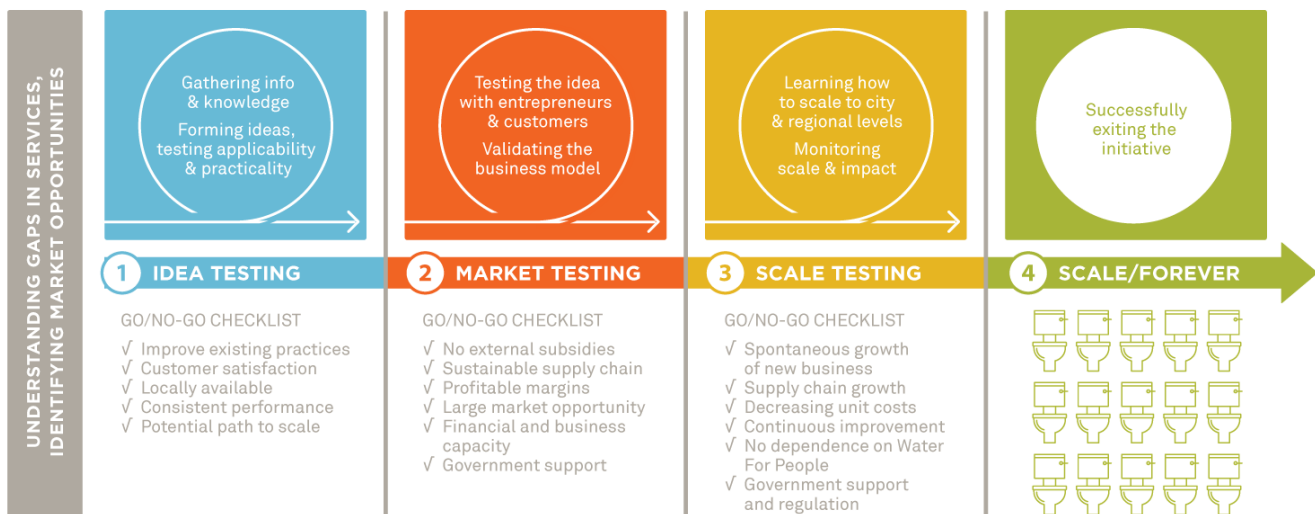 UNDERSTANDING GAPS IN SERVICES,
IDENTIFYING MARKET OPPORTUNITIES
Gathering info
& knowledge
Forming ideas,
testing applicability
& practicality
1 IDEA TESTING
GO/NO-GO CHECKLIST
√ Improve existing practices
√ Customer satisfaction
√ Locally available
√ Consistent performance
√ Potential path to scale
Testing the idea
with entrepreneurs
& customers
Validating the
business model
2 MARKET TESTING
GO/NO-GO CHECKLIST
√ No external subsidies
√ Sustainable supply chain
√ Profitable margins
√ Large market opportunity
√ Financial and business
capacity
√ Government support
Learning how
to scale to city
& regional levels
Monitoring
scale & impact
3 SCALE TESTING
GO/NO-GO CHECKLIST
√ Spontaneous growth
of new business
√ Supply chain growth
√ Decreasing unit costs
√ Continuous improvement
√ No dependence on Water
For People
√ Government support
and regulation
Successfully
exiting the
initiative
4 SCALE/FOREVER